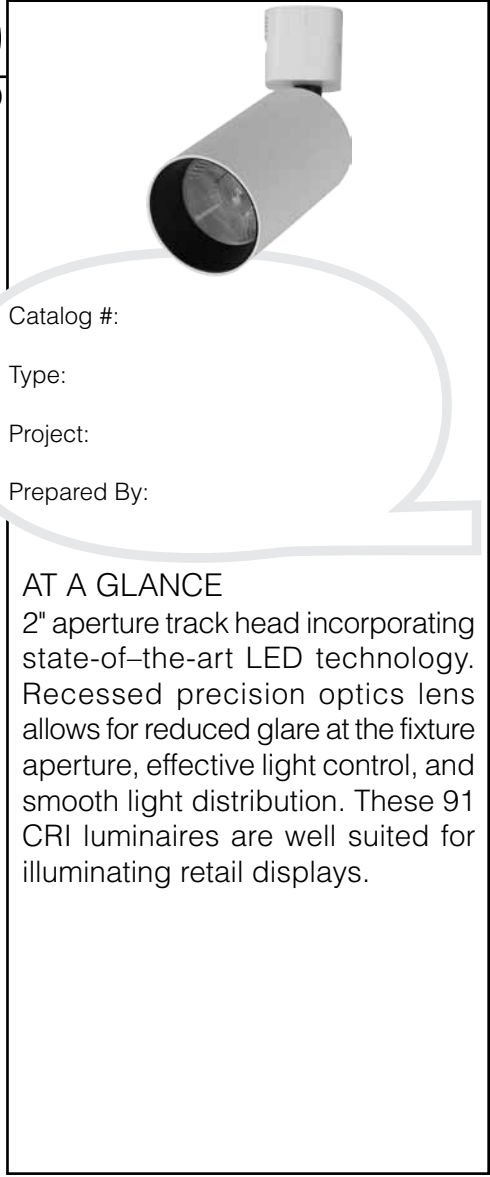 Catalog #:
Type:
Project:
Prepared By:
AT A GLANCE
2" aperture track head incorporating
state-of–the-art LED technology.
Recessed precision optics lens
allows for reduced glare at the fixture
aperture, effective light control, and
smooth light distribution. These 91
CRI luminaires are well suited for
illuminating retail displays.